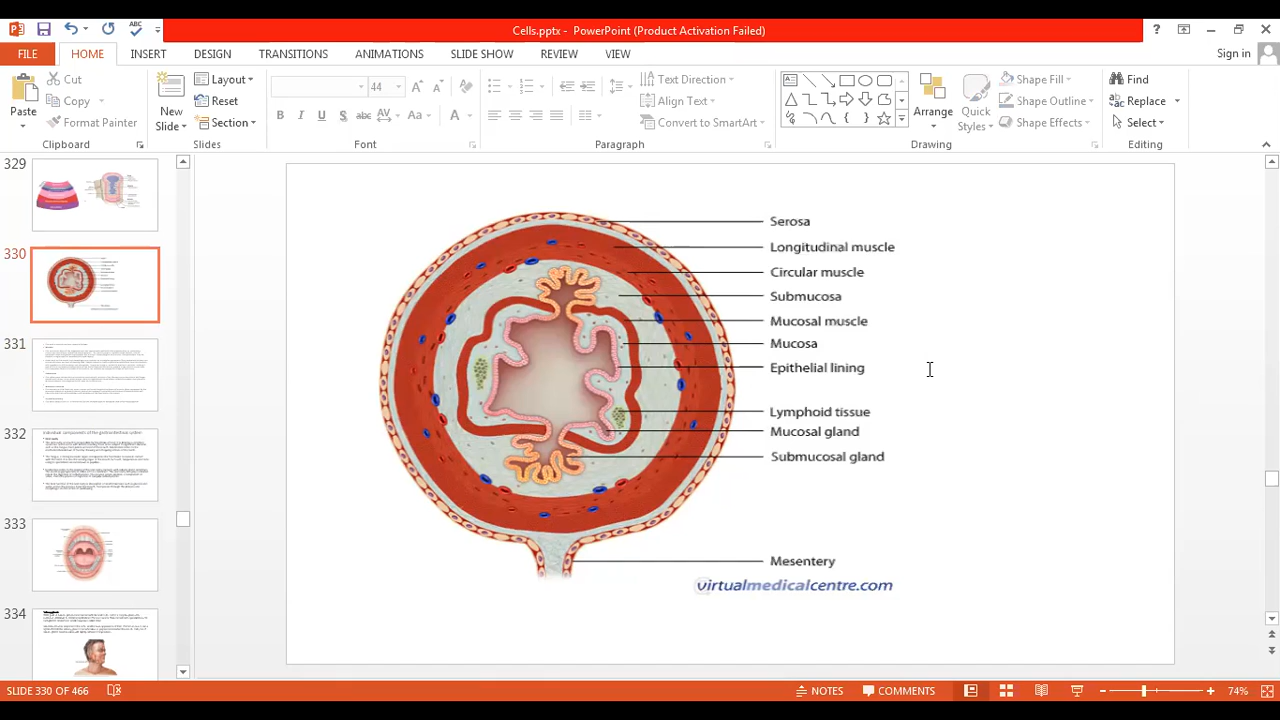 Cells.pptx - PowerPoint (Product Activation Failed)
FILE HOME INSERT DESIGN TRANSITIONS ANIMATIONS SLIDE SHOW REVIEW VIEW Sign in
Paste
Cut
Copy
Format Painter
Clipboard
New Slide
Layout
Reset
Section
Slides
44
Font
Text Direction
Align Text
Convert to SmartArt
Paragraph
Arrange
Quick Styles
Shape Fill
Shape Outline
Shape Effects
Drawing
Find
Replace
Select
Editing
329
330
331
332
333
334
Serosa
Longitudinal muscle
Circular muscle
Submucosa
Mucosal muscle
Mucosa
Epithelial lining
Lymphoid tissue
Mucosal gland
Submucosal gland
Mesentery
virtualmedicalcentre.com
SLIDE 330 OF 466 NOTES COMMENTS 74%